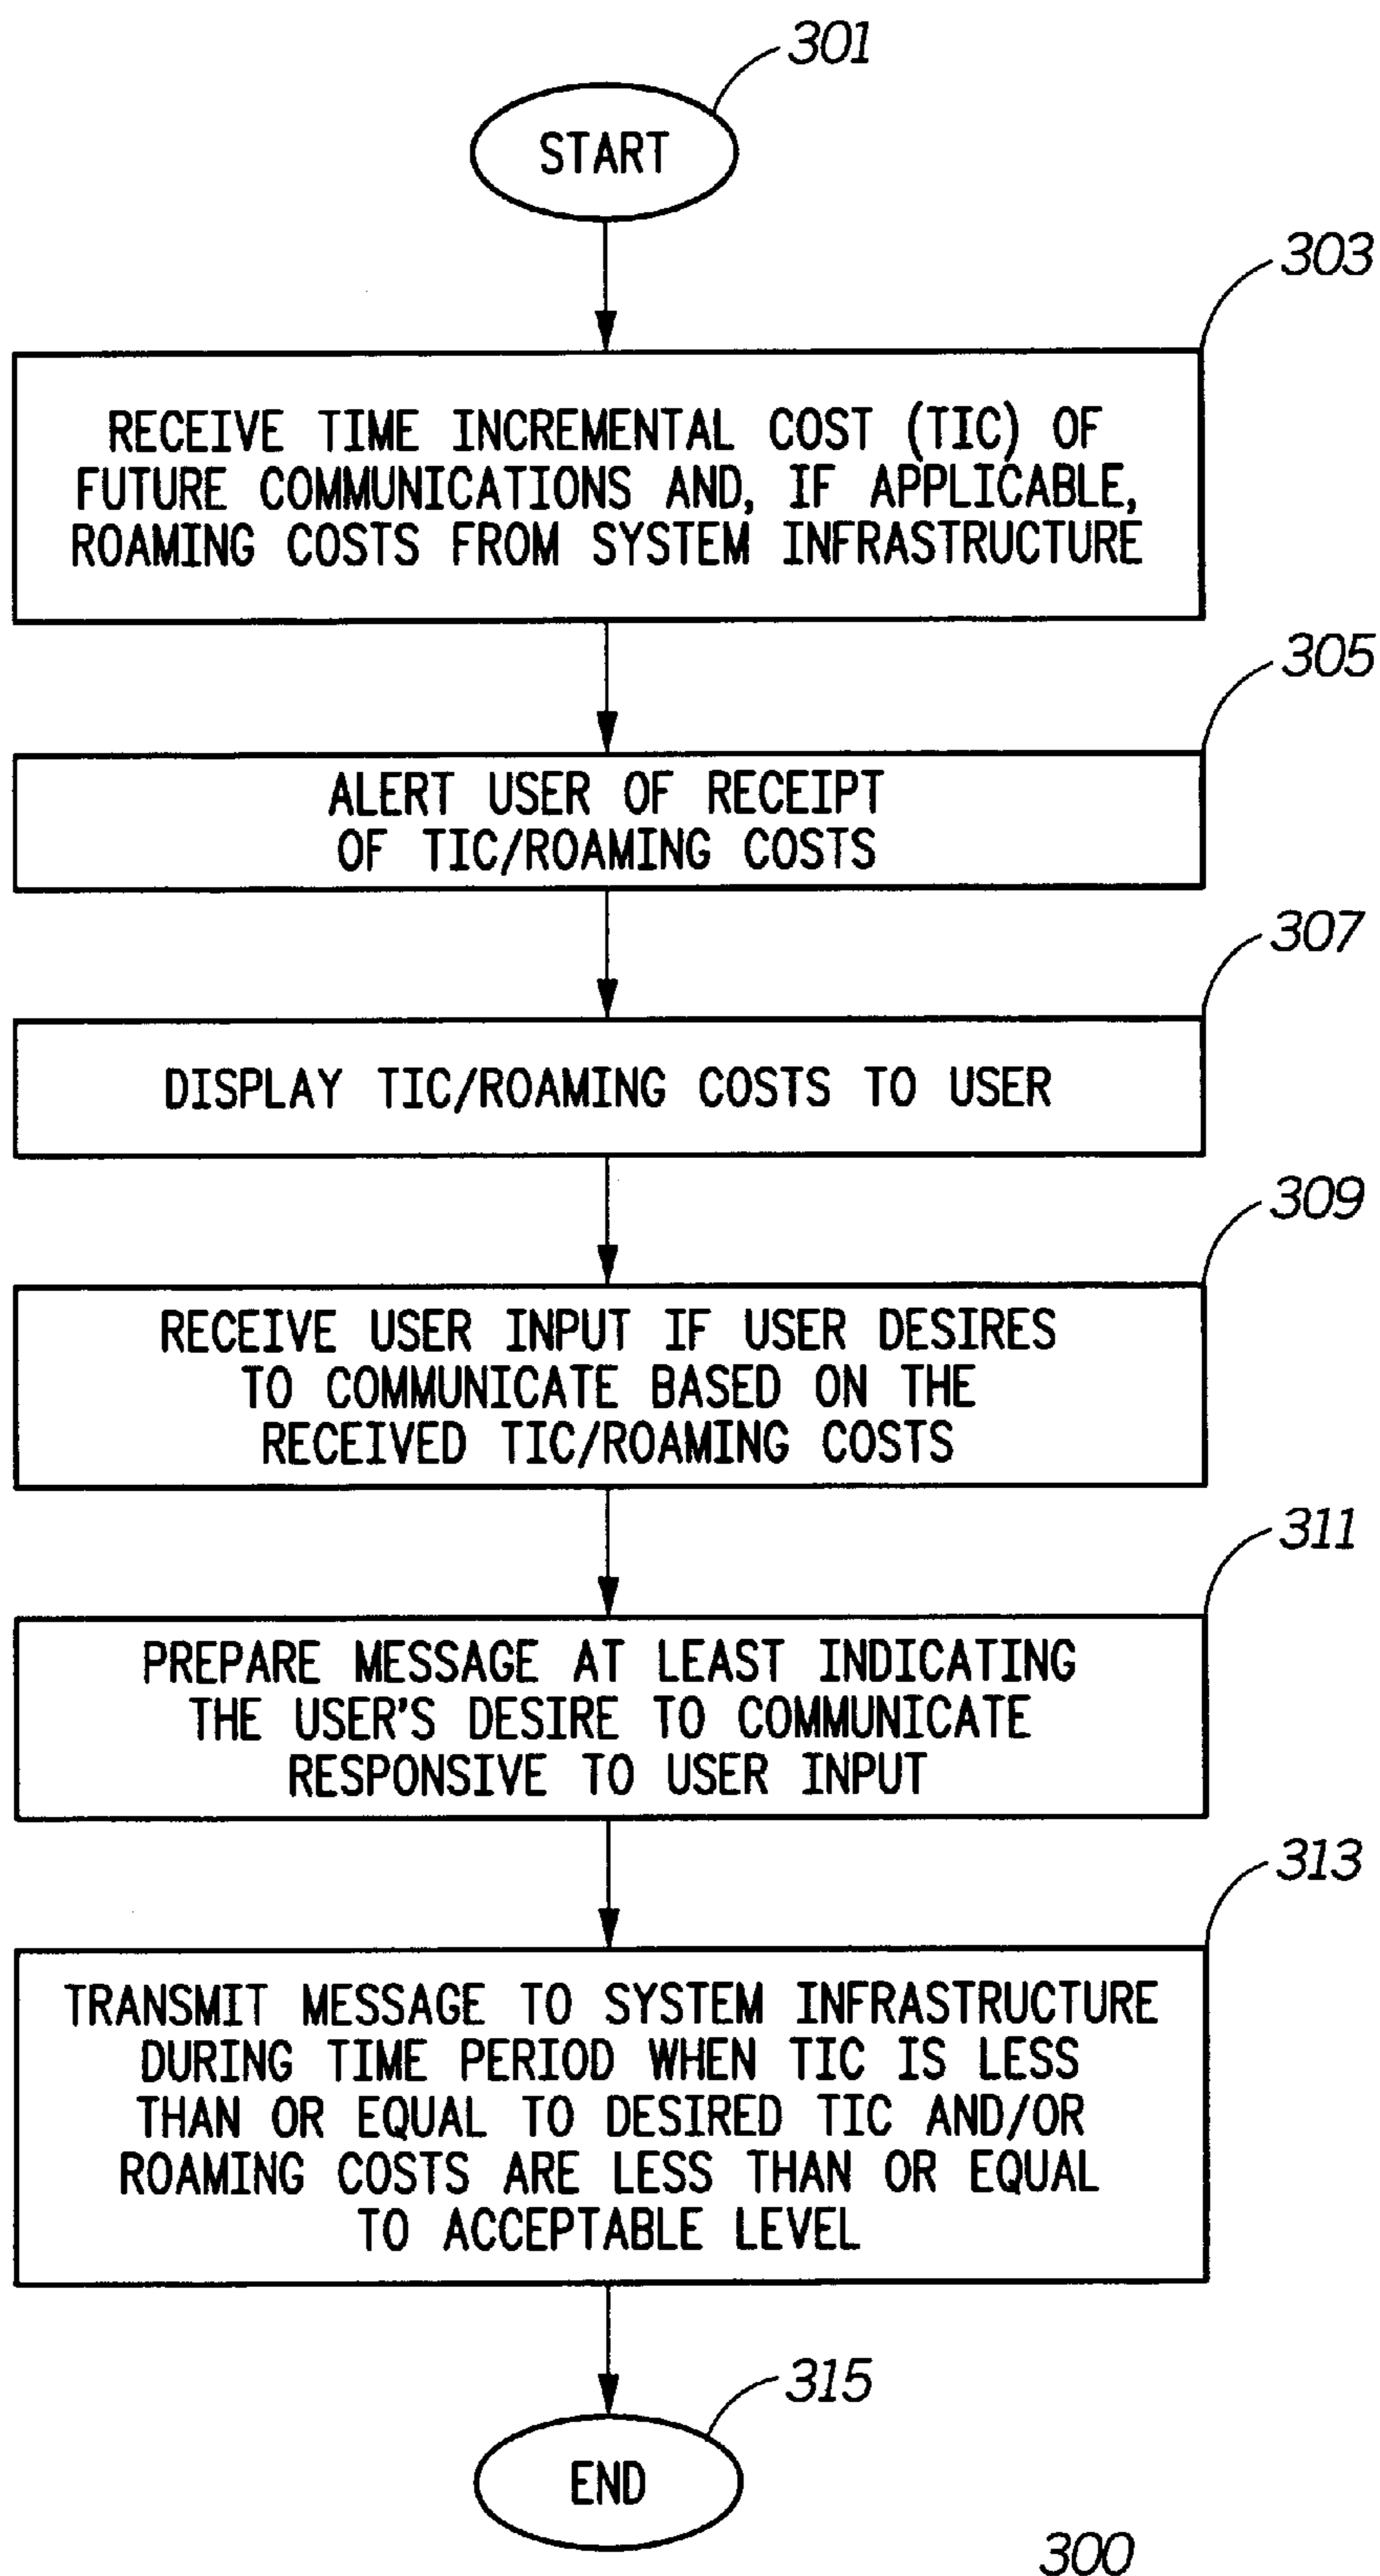 301
START
303
RECEIVE TIME INCREMENTAL COST (TIC) OF
FUTURE COMMUNICATIONS AND, IF APPLICABLE,
ROAMING COSTS FROM SYSTEM INFRASTRUCTURE
305
ALERT USER OF RECEIPT
OF TIC/ROAMING COSTS
307
DISPLAY TIC/ROAMING COSTS TO USER
309
RECEIVE USER INPUT IF USER DESIRES
TO COMMUNICATE BASED ON THE
RECEIVED TIC/ROAMING COSTS
311
PREPARE MESSAGE AT LEAST INDICATING
THE USER'S DESIRE TO COMMUNICATE
RESPONSIVE TO USER INPUT
313
TRANSMIT MESSAGE TO SYSTEM INFRASTRUCTURE
DURING TIME PERIOD WHEN TIC IS LESS
THAN OR EQUAL TO DESIRED TIC AND/OR
ROAMING COSTS ARE LESS THAN OR EQUAL
TO ACCEPTABLE LEVEL
315
END
300